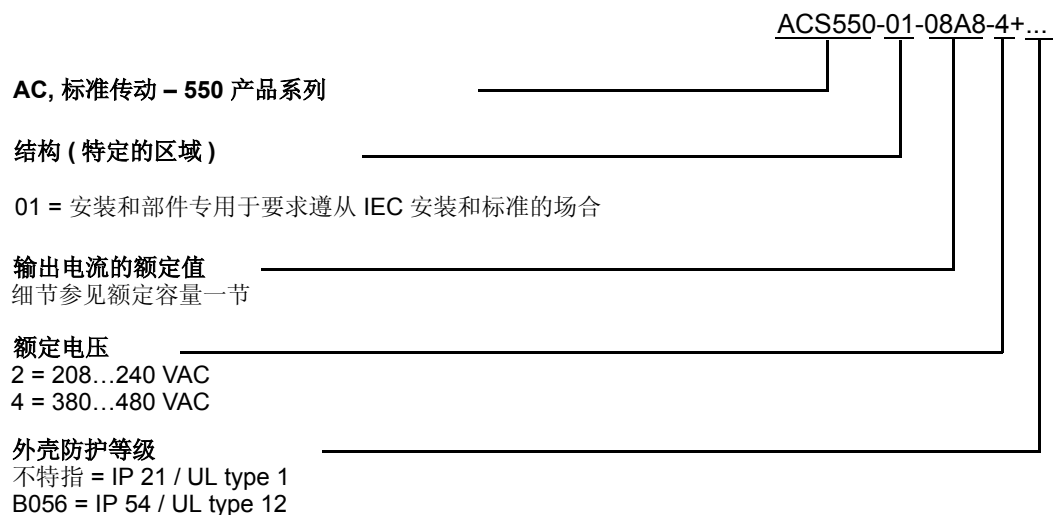 ACS550-01-08A8-4+...
AC, 标准传动 – 550 产品系列
结构 ( 特定的区域 )
01 = 安装和部件专用于要求遵从 IEC 安装和标准的场合
输出电流的额定值
细节参见额定容量一节
额定电压
2 = 208…240 VAC
4 = 380…480 VAC
外壳防护等级
不特指 = IP 21 / UL type 1
B056 = IP 54 / UL type 12